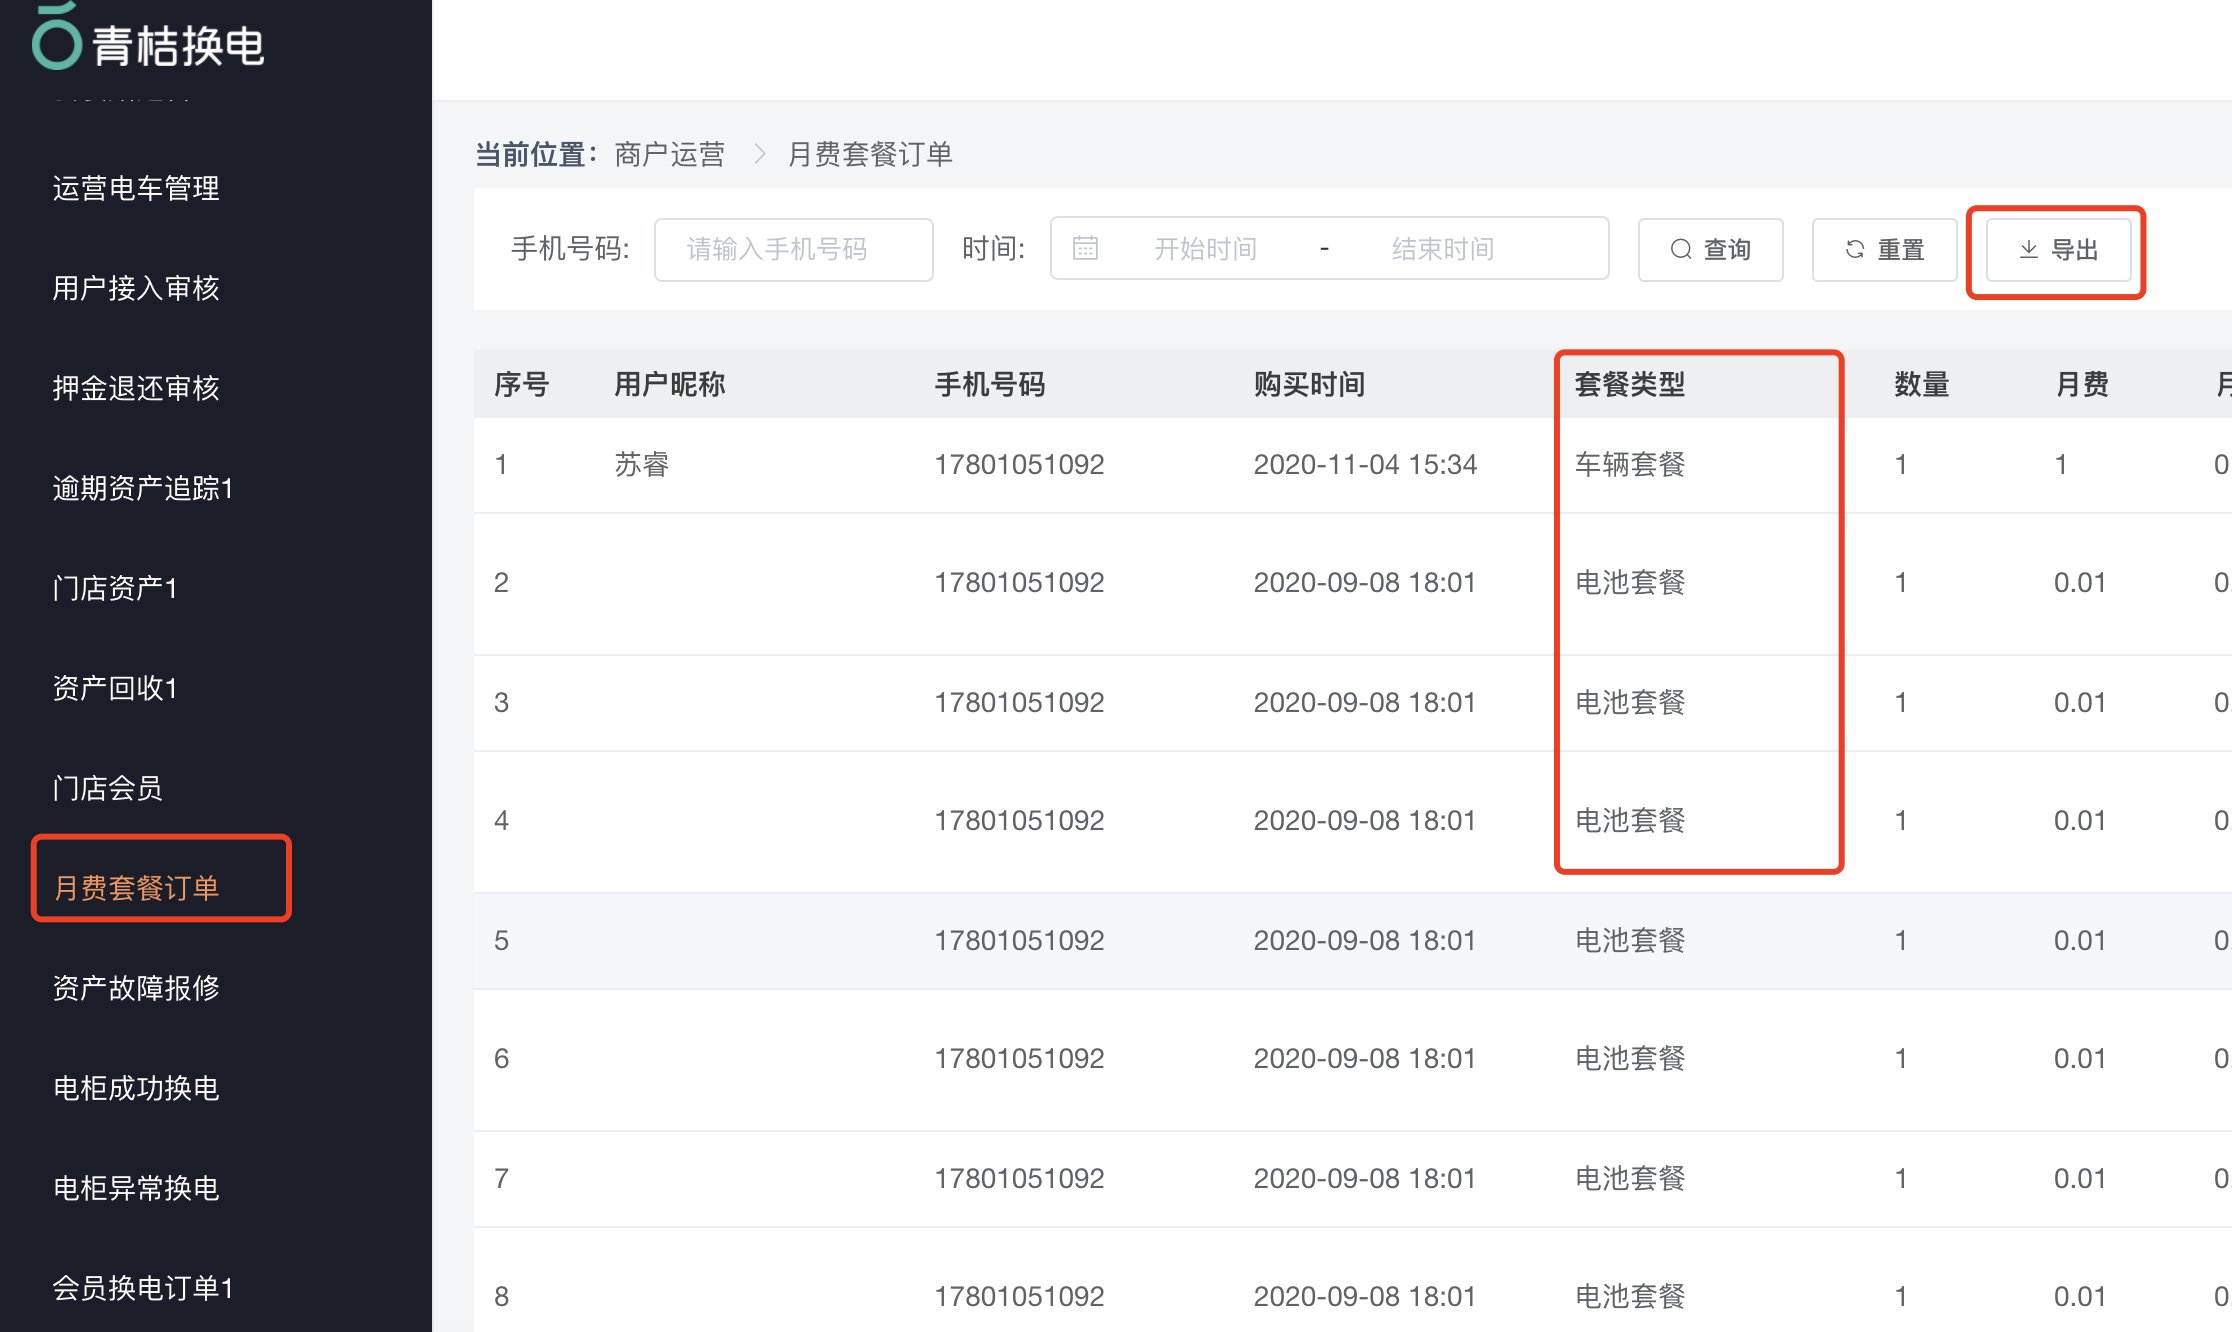 青桔换电
运营电车管理
用户接入审核
押金退还审核
逾期资产追踪1
门店资产1
资产回收1
门店会员
月费套餐订单
资产故障报修
电柜成功换电
电柜异常换电
会员换电订单1
当前位置： 商户运营 > 月费套餐订单
手机号码: 请输入手机号码 时间: 开始时间 - 结束时间 查询 重置 导出
序号 用户昵称 手机号码 购买时间 套餐类型 数量 月费
1 苏睿 17801051092 2020-11-04 15:34 车辆套餐 1 1 0
2 17801051092 2020-09-08 18:01 电池套餐 1 0.01 0.
3 17801051092 2020-09-08 18:01 电池套餐 1 0.01 0.
4 17801051092 2020-09-08 18:01 电池套餐 1 0.01 0.
5 17801051092 2020-09-08 18:01 电池套餐 1 0.01 0.
6 17801051092 2020-09-08 18:01 电池套餐 1 0.01 0.
7 17801051092 2020-09-08 18:01 电池套餐 1 0.01 0.
8 17801051092 2020-09-08 18:01 电池套餐 1 0.01 0.